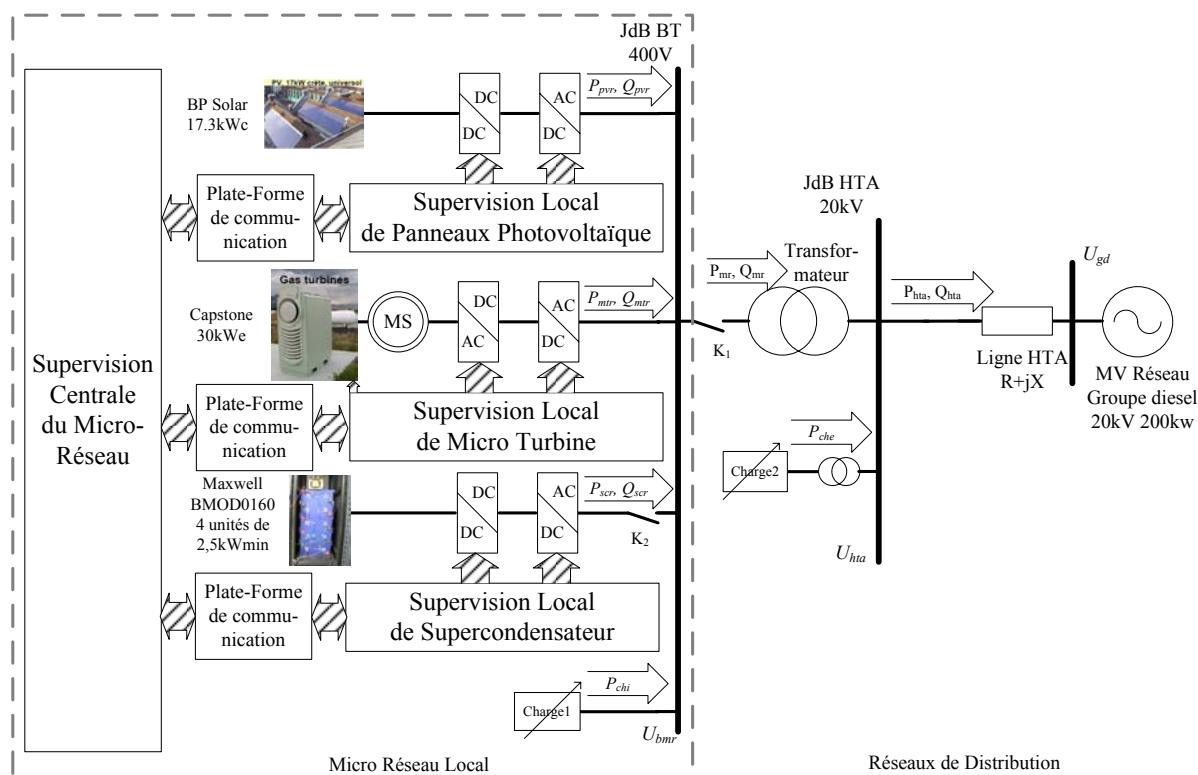 JdB BT
400V
PV, 17kW crête, universol
BP Solar
17.3kWc
DC
DC
AC
DC
Ppvr, Qpvr
Plate-Forme
de commu-
nication
Supervision Local
de Panneaux Photovoltaïque
Supervision
Centrale
du Micro-
Réseau
Gas turbines
Capstone
30kWe
MS
DC
AC
AC
DC
Pmtr, Qmtr
Plate-Forme
de commu-
nication
Supervision Local
de Micro Turbine
Maxwell
BMOD0160
4 unités de
2,5kWmin
DC
DC
AC
DC
Pscr, Qscr
K2
Plate-Forme
de commu-
nication
Supervision Local
de Supercondensateur
Charge1
Pchi
Ubmr
Micro Réseau Local
K1
Pmr, Qmr
Transfor-
mateur
JdB HTA
20kV
Phta, Qhta
Ligne HTA
R+jX
Ugd
MV Réseau
Groupe diesel
20kV 200kw
Charge2
Pche
Uhta
Réseaux de Distribution